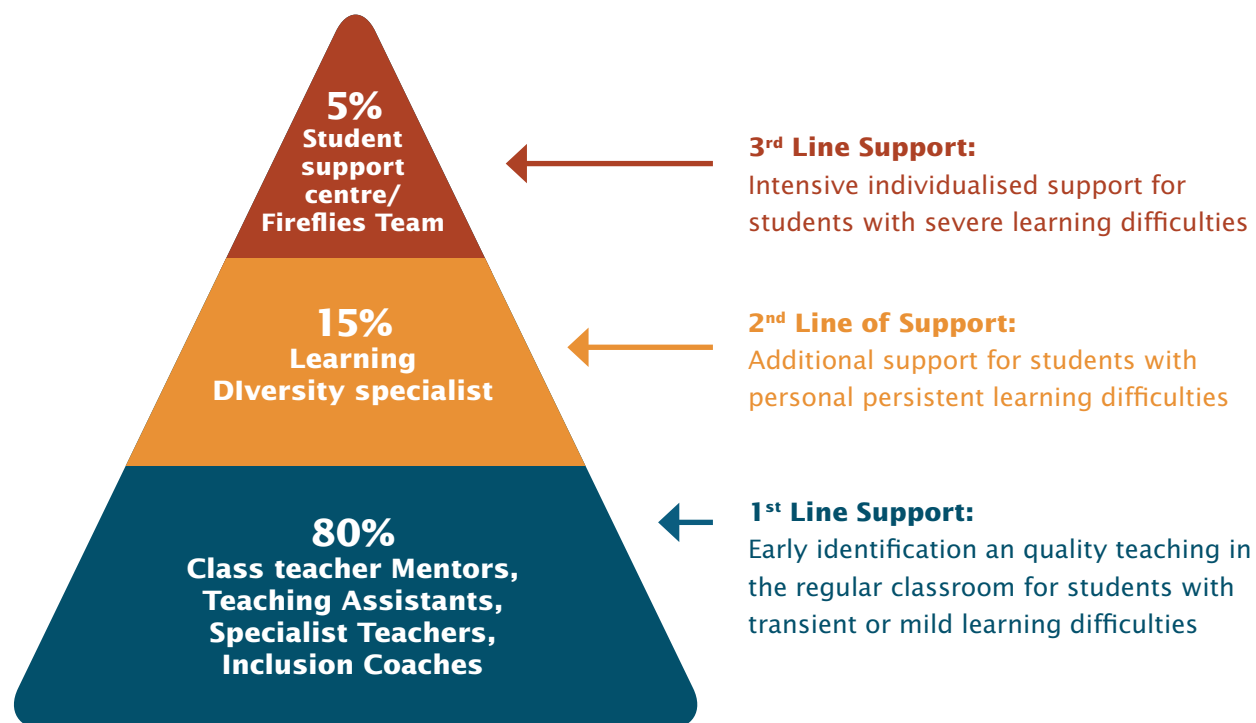 5%
Student
support
centre/
Fireflies Team
3rd Line Support:
Intensive individualised support for
students with severe learning difficulties
15%
Learning
DIversity specialist
2nd Line of Support:
Additional support for students with
personal persistent learning difficulties
80%
Class teacher Mentors,
Teaching Assistants,
Specialist Teachers,
Inclusion Coaches
1st Line Support:
Early identification an quality teaching in
the regular classroom for students with
transient or mild learning difficulties